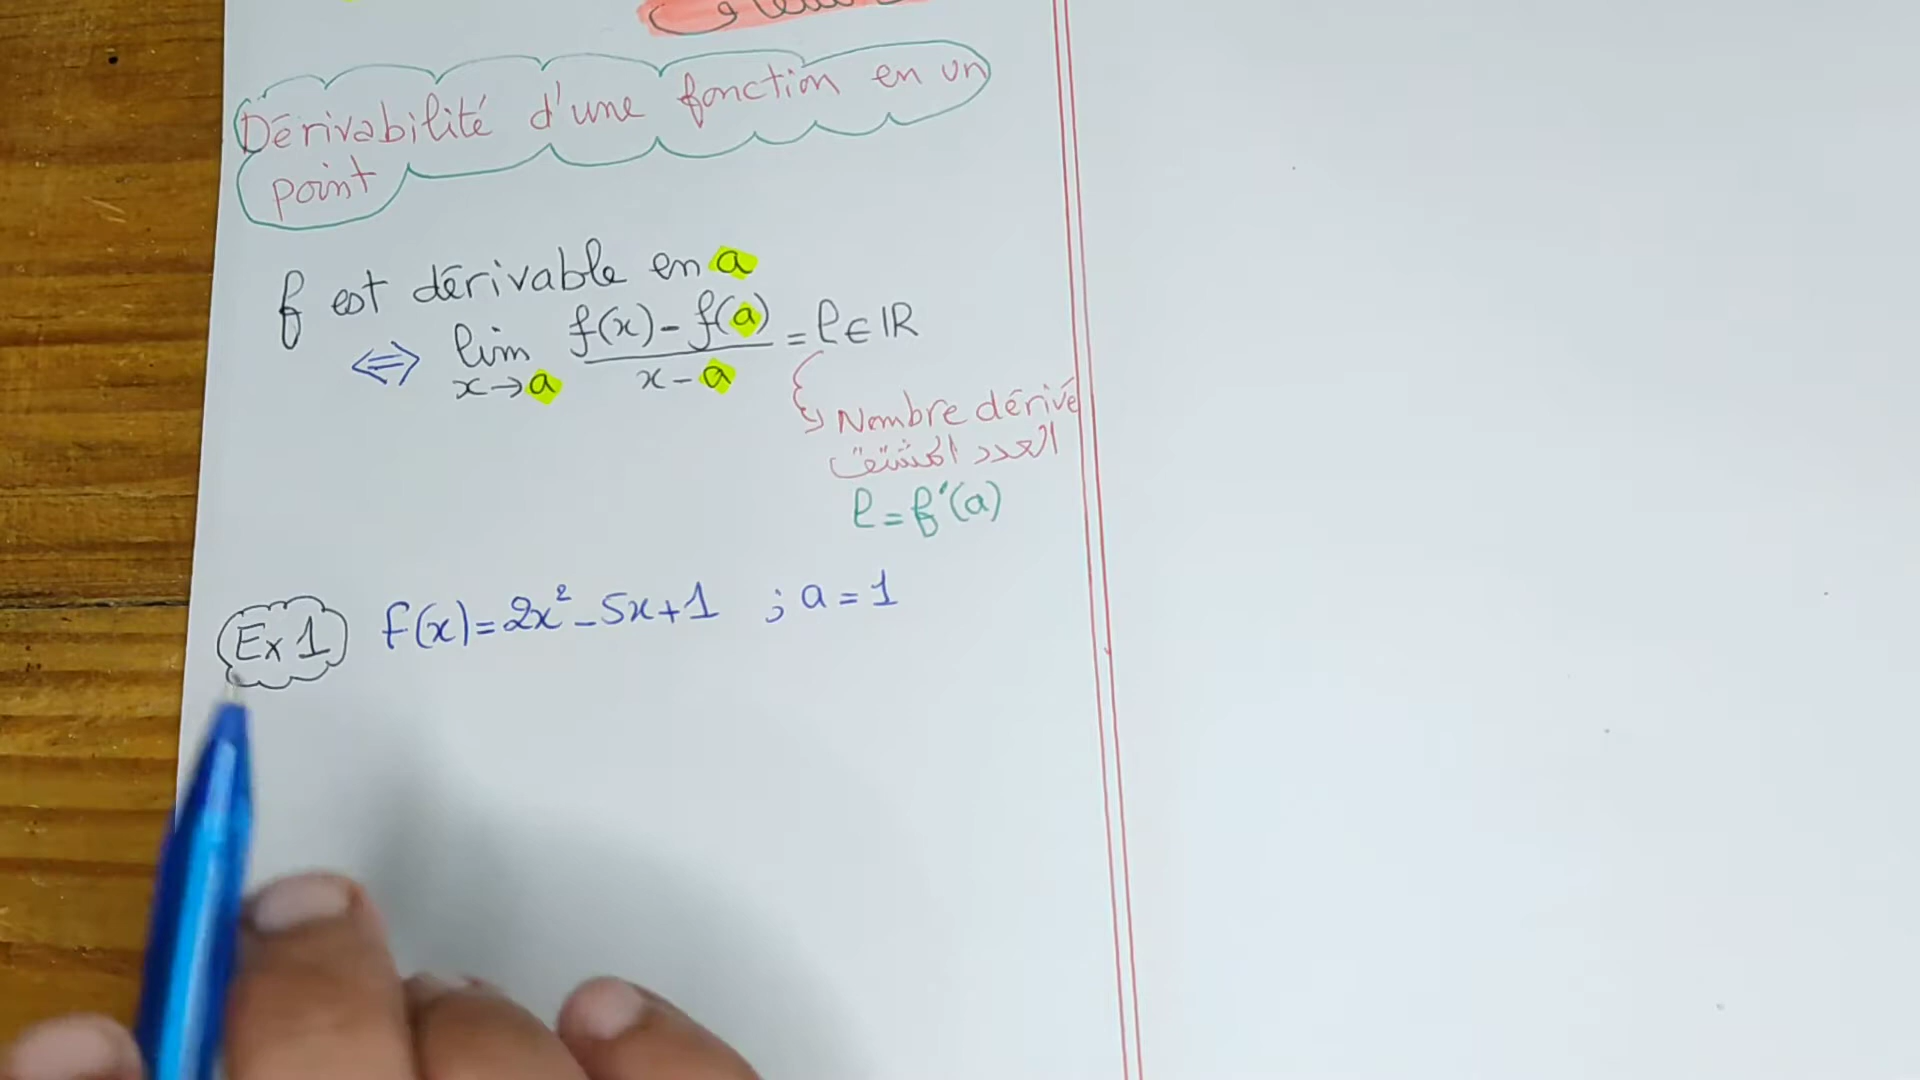 Dérivabilité d'une fonction en un
point
f est dérivable en a
⟺ lim f(x) - f(a) / x - a = l ∈ IR
x → a
Nombre dérivé
العدد المشتق
l = f'(a)
Ex 1 f(x) = 2x² - 5x + 1 ; a = 1